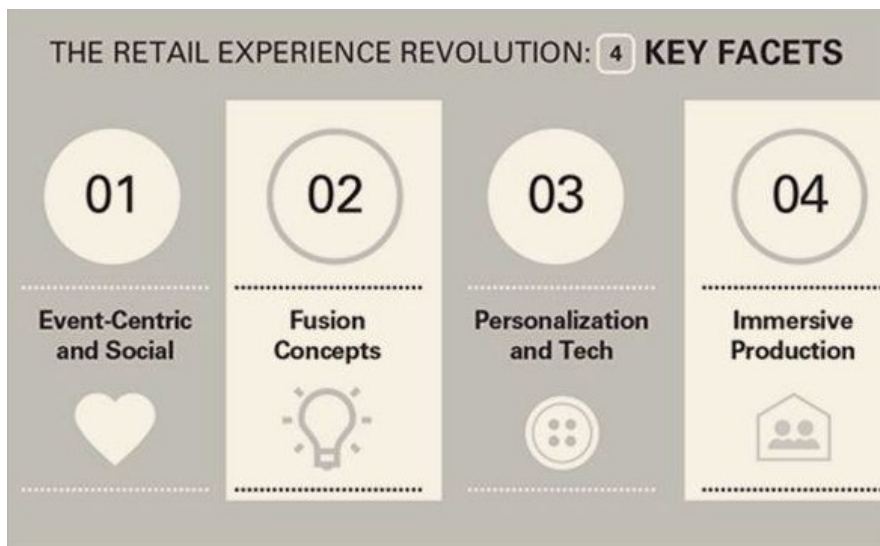 THE RETAIL EXPERIENCE REVOLUTION: 4 KEY FACETS
01
Event-Centric
and Social
02
Fusion
Concepts
03
Personalization
and Tech
04
Immersive
Production